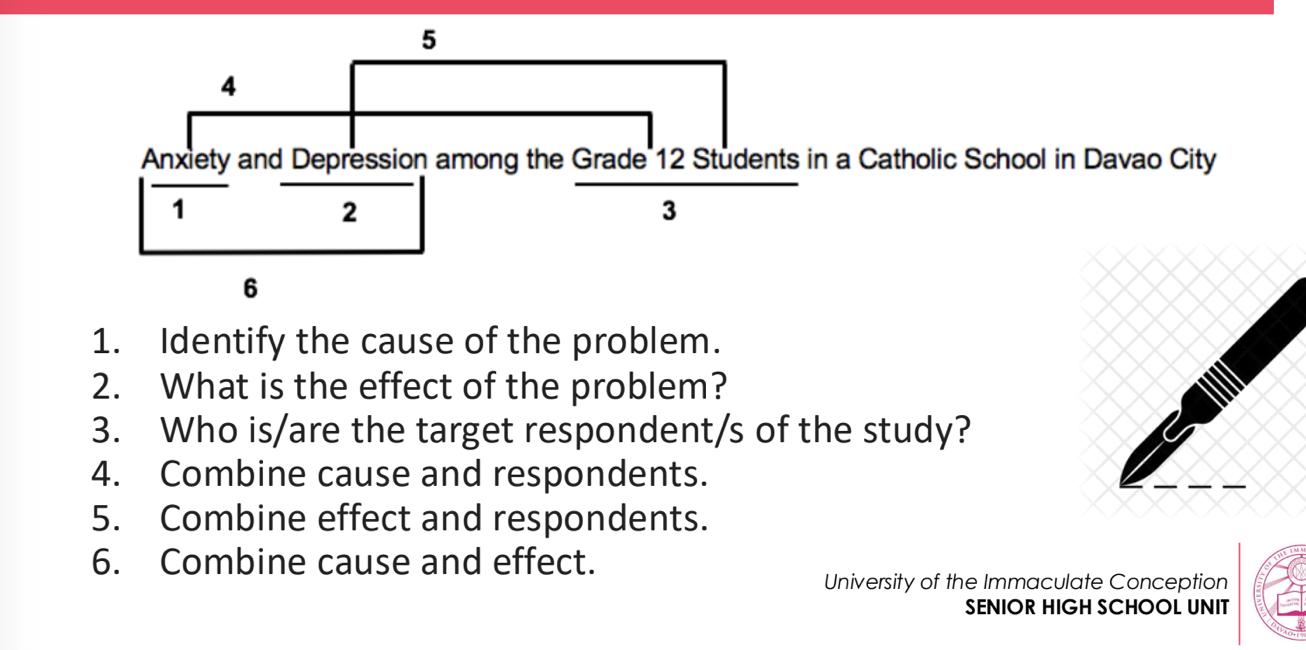 5
4
Anxiety and Depression among the Grade 12 Students in a Catholic School in Davao City
1 2 3
6
1. Identify the cause of the problem.
2. What is the effect of the problem?
3. Who is/are the target respondent/s of the study?
4. Combine cause and respondents.
5. Combine effect and respondents.
6. Combine cause and effect.
University of the Immaculate Conception
SENIOR HIGH SCHOOL UNIT